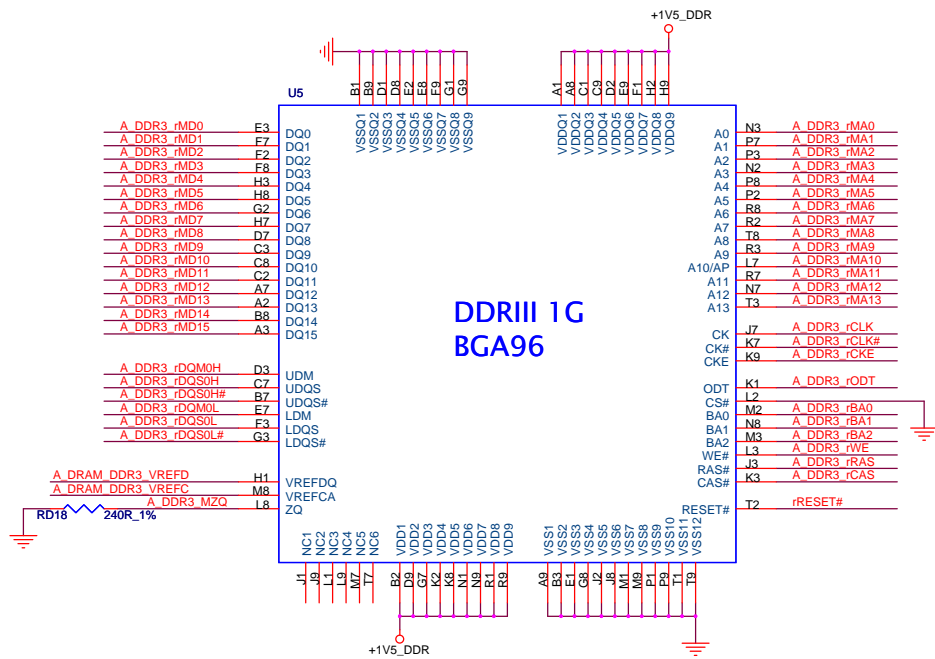 +1V5_DDR
U5
B1 B9 D1 D8 E2 E8 F9 G1 G9
A1 A8 C1 C9 D2 E9 F1 H2 H9
VSSQ1 VSSQ2 VSSQ3 VSSQ4 VSSQ5 VSSQ6 VSSQ7 VSSQ8 VSSQ9
VDDQ1 VDDQ2 VDDQ3 VDDQ4 VDDQ5 VDDQ6 VDDQ7 VDDQ8 VDDQ9
A_DDR3_rMD0 E3 DQ0
A_DDR3_rMD1 F7 DQ1
A_DDR3_rMD2 F2 DQ2
A_DDR3_rMD3 F8 DQ3
A_DDR3_rMD4 H3 DQ4
A_DDR3_rMD5 H8 DQ5
A_DDR3_rMD6 G2 DQ6
A_DDR3_rMD7 H7 DQ7
A_DDR3_rMD8 D7 DQ8
A_DDR3_rMD9 C3 DQ9
A_DDR3_rMD10 C8 DQ10
A_DDR3_rMD11 C2 DQ11
A_DDR3_rMD12 A7 DQ12
A_DDR3_rMD13 A2 DQ13
A_DDR3_rMD14 B8 DQ14
A_DDR3_rMD15 A3 DQ15
A_DDR3_rDQM0H D3 UDM
A_DDR3_rDQS0H C7 UDQS
A_DDR3_rDQS0H# B7 UDQS#
A_DDR3_rDQM0L E7 LDM
A_DDR3_rDQS0L F3 LDQS
A_DDR3_rDQS0L# G3 LDQS#
A_DRAM_DDR3_VREFD H1 VREFDQ
A_DRAM_DDR3_VREFC M8 VREFCA
A_DDR3_MZQ L8 ZQ
RD18 240R_1%
DDRIII 1G
BGA96
A0 N3 A_DDR3_rMA0
A1 P7 A_DDR3_rMA1
A2 P3 A_DDR3_rMA2
A3 N2 A_DDR3_rMA3
A4 P8 A_DDR3_rMA4
A5 P2 A_DDR3_rMA5
A6 R8 A_DDR3_rMA6
A7 R2 A_DDR3_rMA7
A8 T8 A_DDR3_rMA8
A9 R3 A_DDR3_rMA9
A10/AP L7 A_DDR3_rMA10
A11 R7 A_DDR3_rMA11
A12 N7 A_DDR3_rMA12
A13 T3 A_DDR3_rMA13
CK J7 A_DDR3_rCLK
CK# K7 A_DDR3_rCLK#
CKE K9 A_DDR3_rCKE
ODT K1 A_DDR3_rODT
CS# L2
BA0 M2 A_DDR3_rBA0
BA1 N8 A_DDR3_rBA1
BA2 M3 A_DDR3_rBA2
WE# L3 A_DDR3_rWE
RAS# J3 A_DDR3_rRAS
CAS# K3 A_DDR3_rCAS
RESET# T2 rRESET#
NC1 NC2 NC3 NC4 NC5 NC6
VDD1 VDD2 VDD3 VDD4 VDD5 VDD6 VDD7 VDD8 VDD9
VSS1 VSS2 VSS3 VSS4 VSS5 VSS6 VSS7 VSS8 VSS9 VSS10 VSS11 VSS12
J1 J9 L1 L9 M7 T7
B2 D9 G7 K2 K8 N1 N9 R1 R9
A9 B3 E1 G8 J2 J8 M1 M9 P1 P9 T1 T9
+1V5_DDR